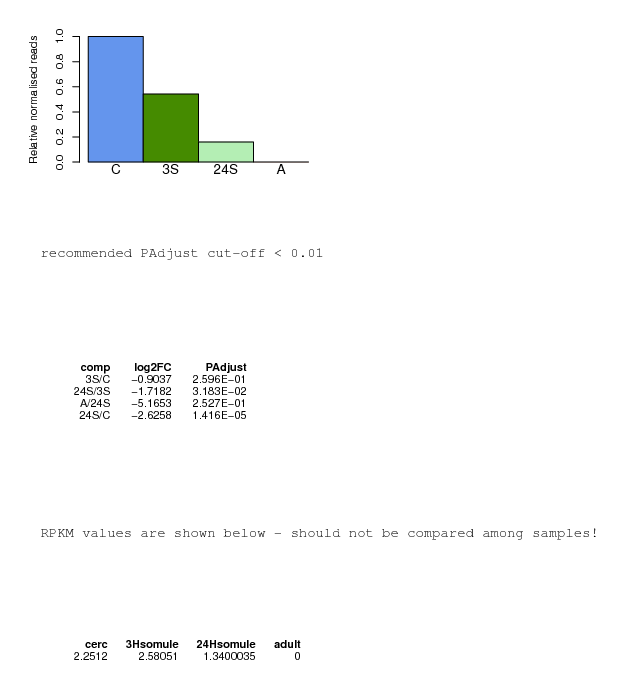 Relative normalised reads
1.0
0.8
0.6
0.4
0.2
0.0
C 3S 24S A
recommended PAdjust cut-off < 0.01
comp log2FC PAdjust
3S/C −0.9037 2.596E−01
24S/3S −1.7182 3.183E−02
A/24S −5.1653 2.527E−01
24S/C −2.6258 1.416E−05
RPKM values are shown below - should not be compared among samples!
cerc 3Hsomule 24Hsomule adult
2.2512 2.58051 1.3400035 0